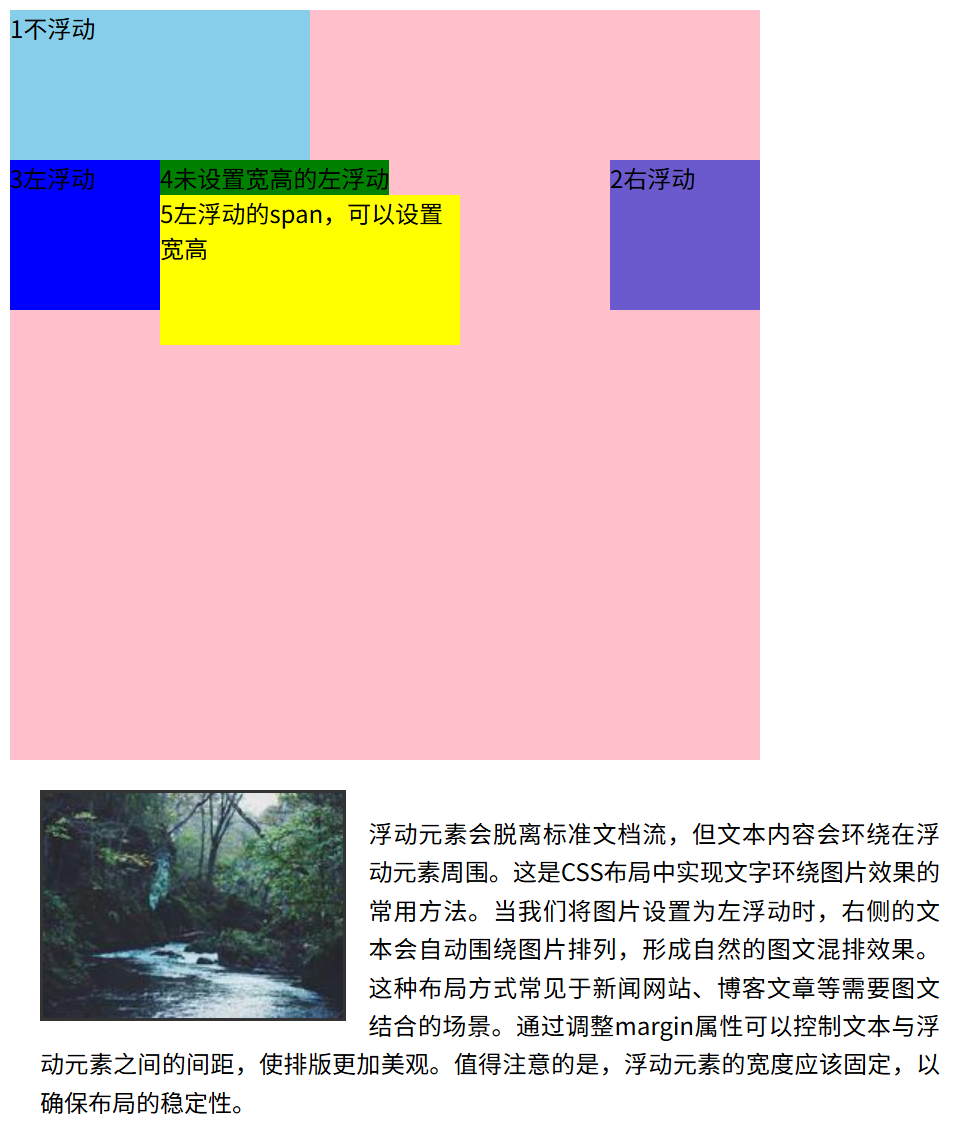 1不浮动
3左浮动
4未设置宽高的左浮动
2右浮动
5左浮动的span，可以设置
宽高
浮动元素会脱离标准文档流，但文本内容会环绕在浮
动元素周围。这是CSS布局中实现文字环绕图片效果的
常用方法。当我们将图片设置为左浮动时，右侧的文
本会自动围绕图片排列，形成自然的图文混排效果。
这种布局方式常见于新闻网站、博客文章等需要图文
结合的场景。通过调整margin属性可以控制文本与浮
动元素之间的间距，使排版更加美观。值得注意的是，浮动元素的宽度应该固定，以
确保布局的稳定性。